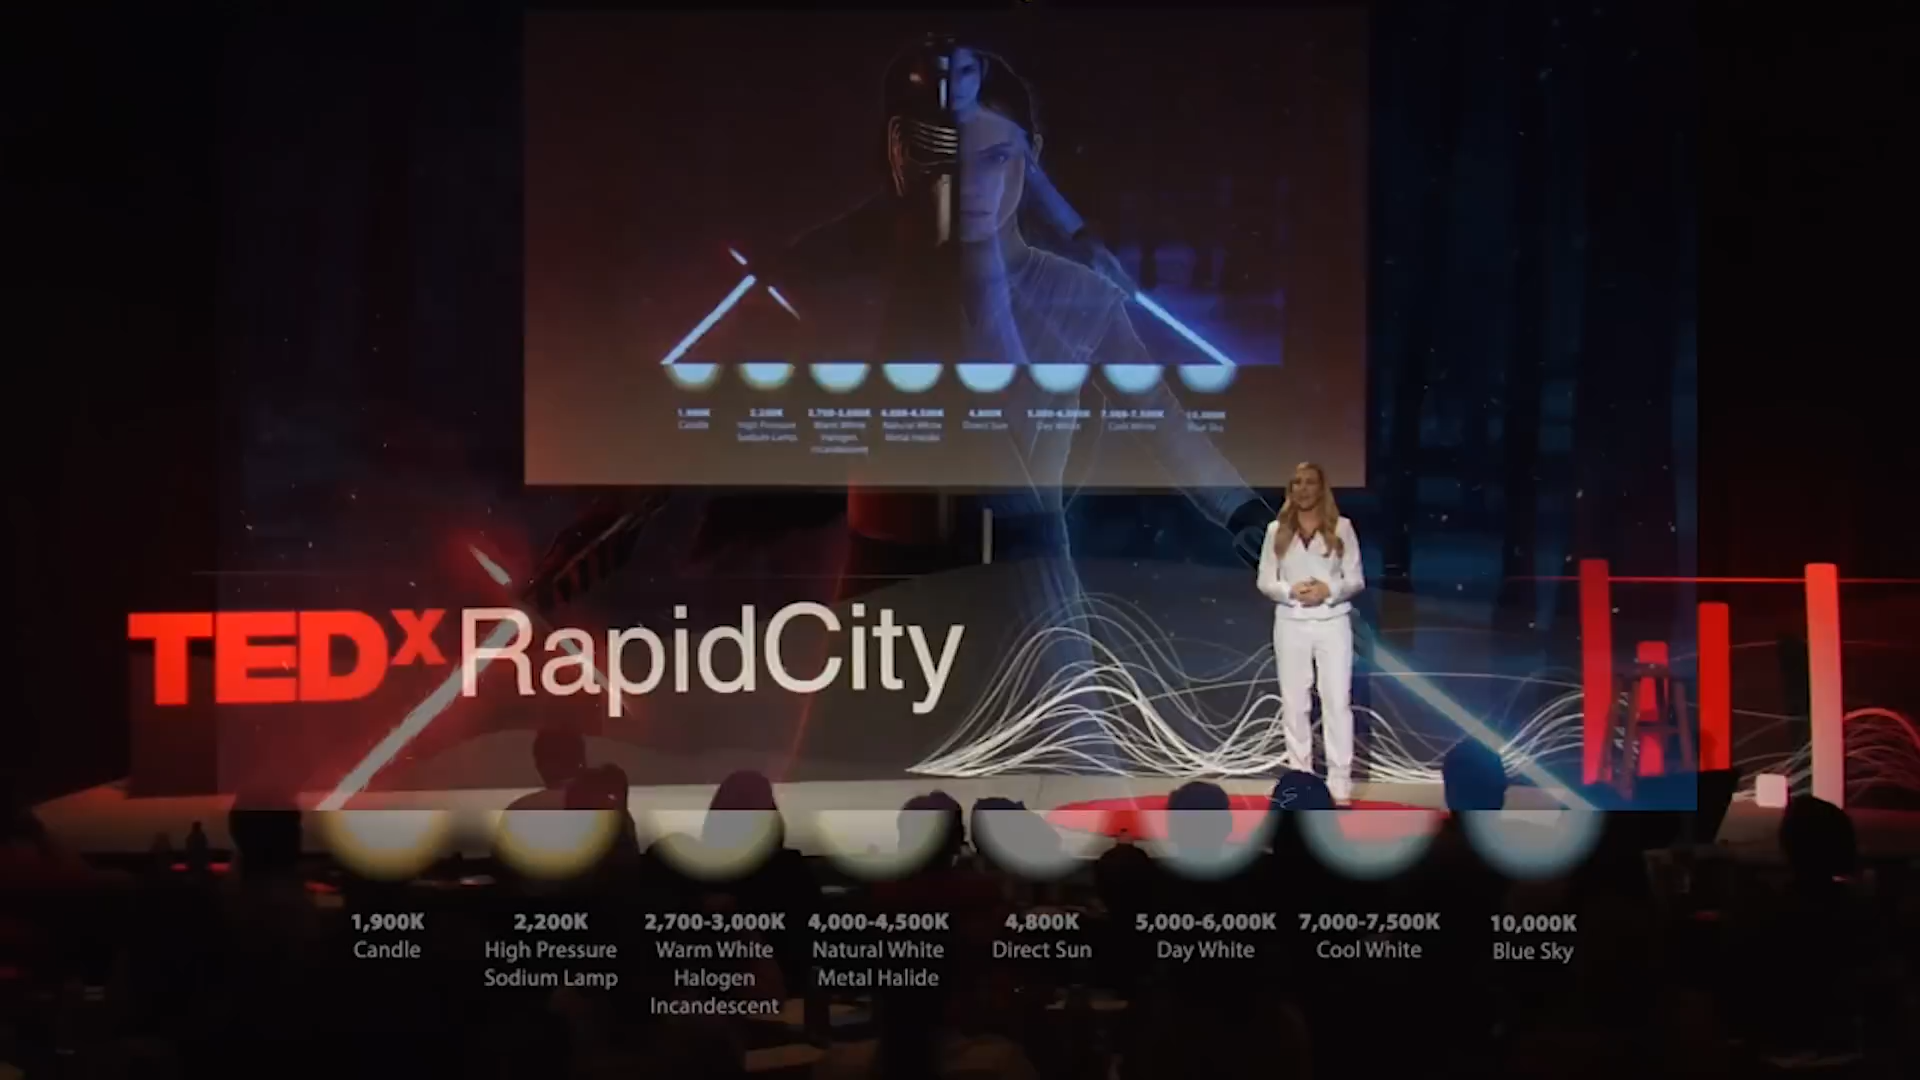 TEDxRapidCity
1,900K
Candle
2,200K
High Pressure
Sodium Lamp
2,700-3,000K
Warm White
Halogen
Incandescent
4,000-4,500K
Natural White
Metal Halide
4,800K
Direct Sun
5,000-6,000K
Day White
7,000-7,500K
Cool White
10,000K
Blue Sky